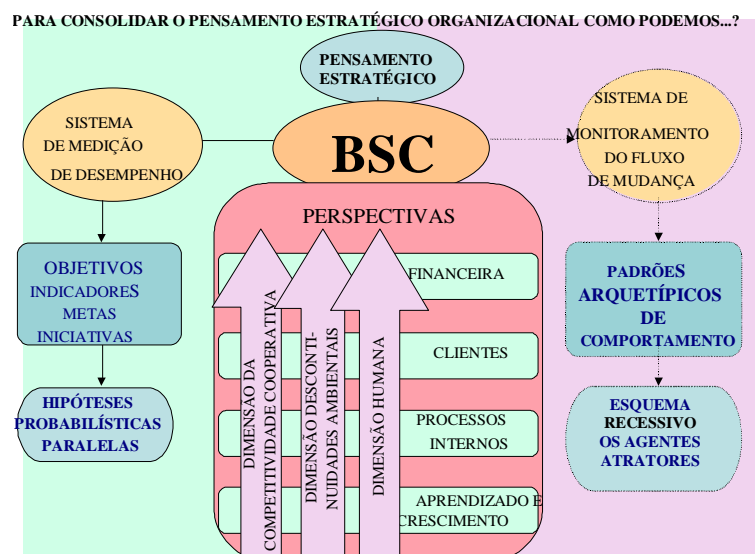 PARA CONSOLIDAR O PENSAMENTO ESTRATÉGICO ORGANIZACIONAL COMO PODEMOS...?
PENSAMENTO
ESTRATÉGICO
SISTEMA
DE MEDIÇÃO
DE DESEMPENHO
BSC
SISTEMA DE
MONITORAMENTO
DO FLUXO
DE MUDANÇA
PERSPECTIVAS
OBJETIVOS
INDICADORES
METAS
INICIATIVAS
HIPÓTESES
PROBABILÍSTICAS
PARALELAS
DIMENSÃO DA
COMPETITIVIDADE COOPERATIVA
DIMENSÃO DESCONTI-
NUIDADES AMBIENTAIS
DIMENSÃO HUMANA
FINANCEIRA
CLIENTES
PROCESSOS
INTERNOS
APRENDIZADO E
CRESCIMENTO
PADRÕES
ARQUETÍPICOS
DE
COMPORTAMENTO
ESQUEMA
RECESSIVO
OS AGENTES
ATRATORES